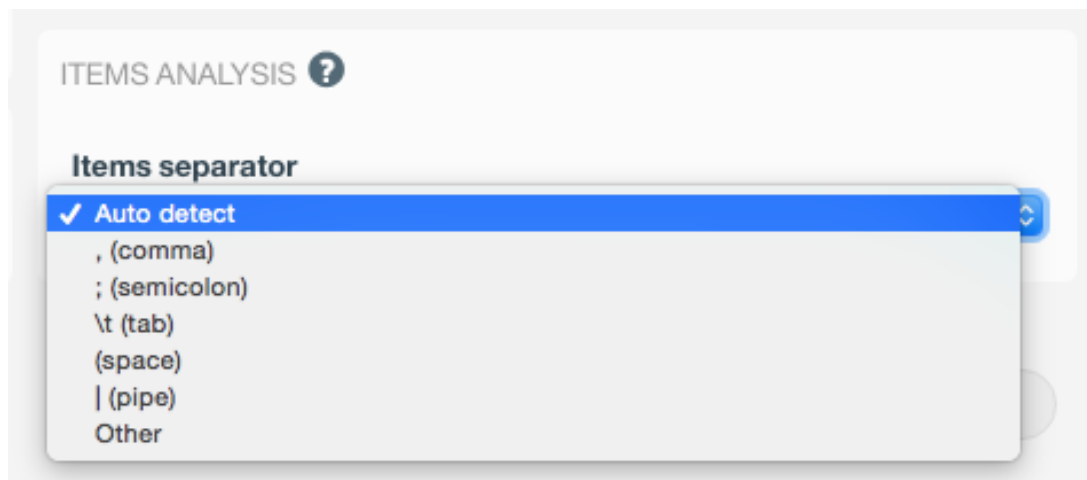 ITEMS ANALYSIS ?
Items separator
✓ Auto detect
, (comma)
; (semicolon)
\t (tab)
(space)
| (pipe)
Other